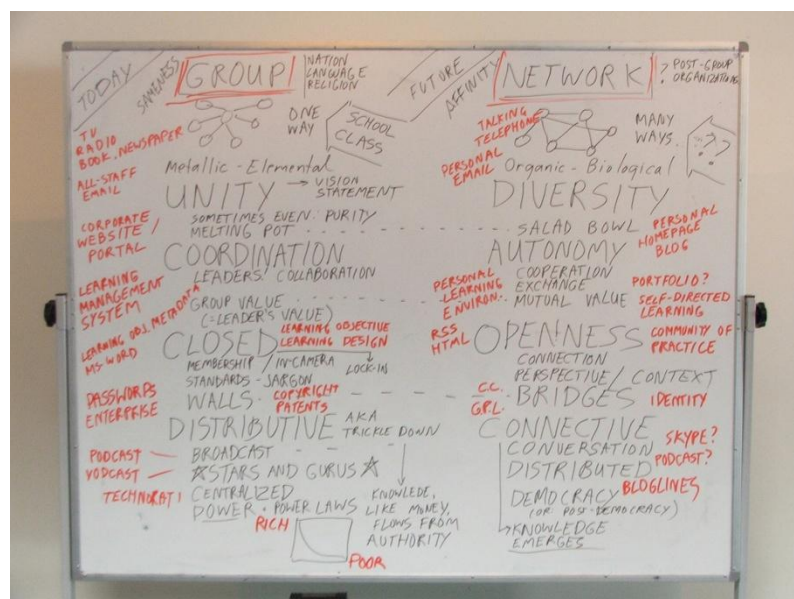 TODAY
SAMENESS
GROUP
NATION
LANGUAGE
RELIGION
ONE
WAY
SCHOOL
CLASS
TV
RADIO
BOOK. NEWSPAPER
ALL-STAFF
EMAIL
Metallic-Elemental
UNITY → VISION
STATEMENT
SOMETIMES EVEN: PURITY
MELTING POT
CORPORATE
WEBSITE /
PORTAL
COORDINATION
LEADERS: COLLABORATION
LEARNING
MANAGEMENT
SYSTEM
GROUP VALUE
(=LEADER'S VALUE)
LEARNING OBJ. METADATA
MS-WORD
CLOSED
LEARNING OBJECTIVE
LEARNING DESIGN
MEMBERSHIP / IN-CAMERA
LOCK-IN
STANDARDS-JARGON
WALLS.
COPYRIGHT
PATENTS
PASSWORDS
ENTERPRISE
DISTRIBUTIVE AKA
TRICKLE DOWN
PODCAST
BROADCAST
VODCAST
STARS AND GURUS
TECHNORATI
CENTRALIZED
POWER. POWER LAWS
KNOWLEDE,
LIKE MONEY,
FLOWS FROM
AUTHORITY
RICH
POOR
FUTURE
AFFINITY
NETWORK
? POST-GROUP
ORGANIZATION
TALKING
TELEPHONE
MANY
WAYS.
???
PERSONAL
EMAIL
Organic-Biological
DIVERSITY
SALAD BOWL
PERSONAL
HOMEPAGE
BLOG
AUTONOMY
COOPERATION
EXCHANGE
MUTUAL VALUE
PERSONAL
LEARNING
ENVIRON..
PORTFOLIO?
SELF-DIRECTED
LEARNING
RSS
HTML
OPENNESS
COMMUNITY OF
PRACTICE
CONNECTION
PERSPECTIVE / CONTEXT
C.C.
G.P.L.
BRIDGES
IDENTITY
CONNECTIVE
CONVERSATION
SKYPE?
DISTRIBUTED
PODCAST?
DEMOCRACY
BLOGLINES
(OR: POST-DEMOCRACY)
KNOWLEDGE
EMERGES